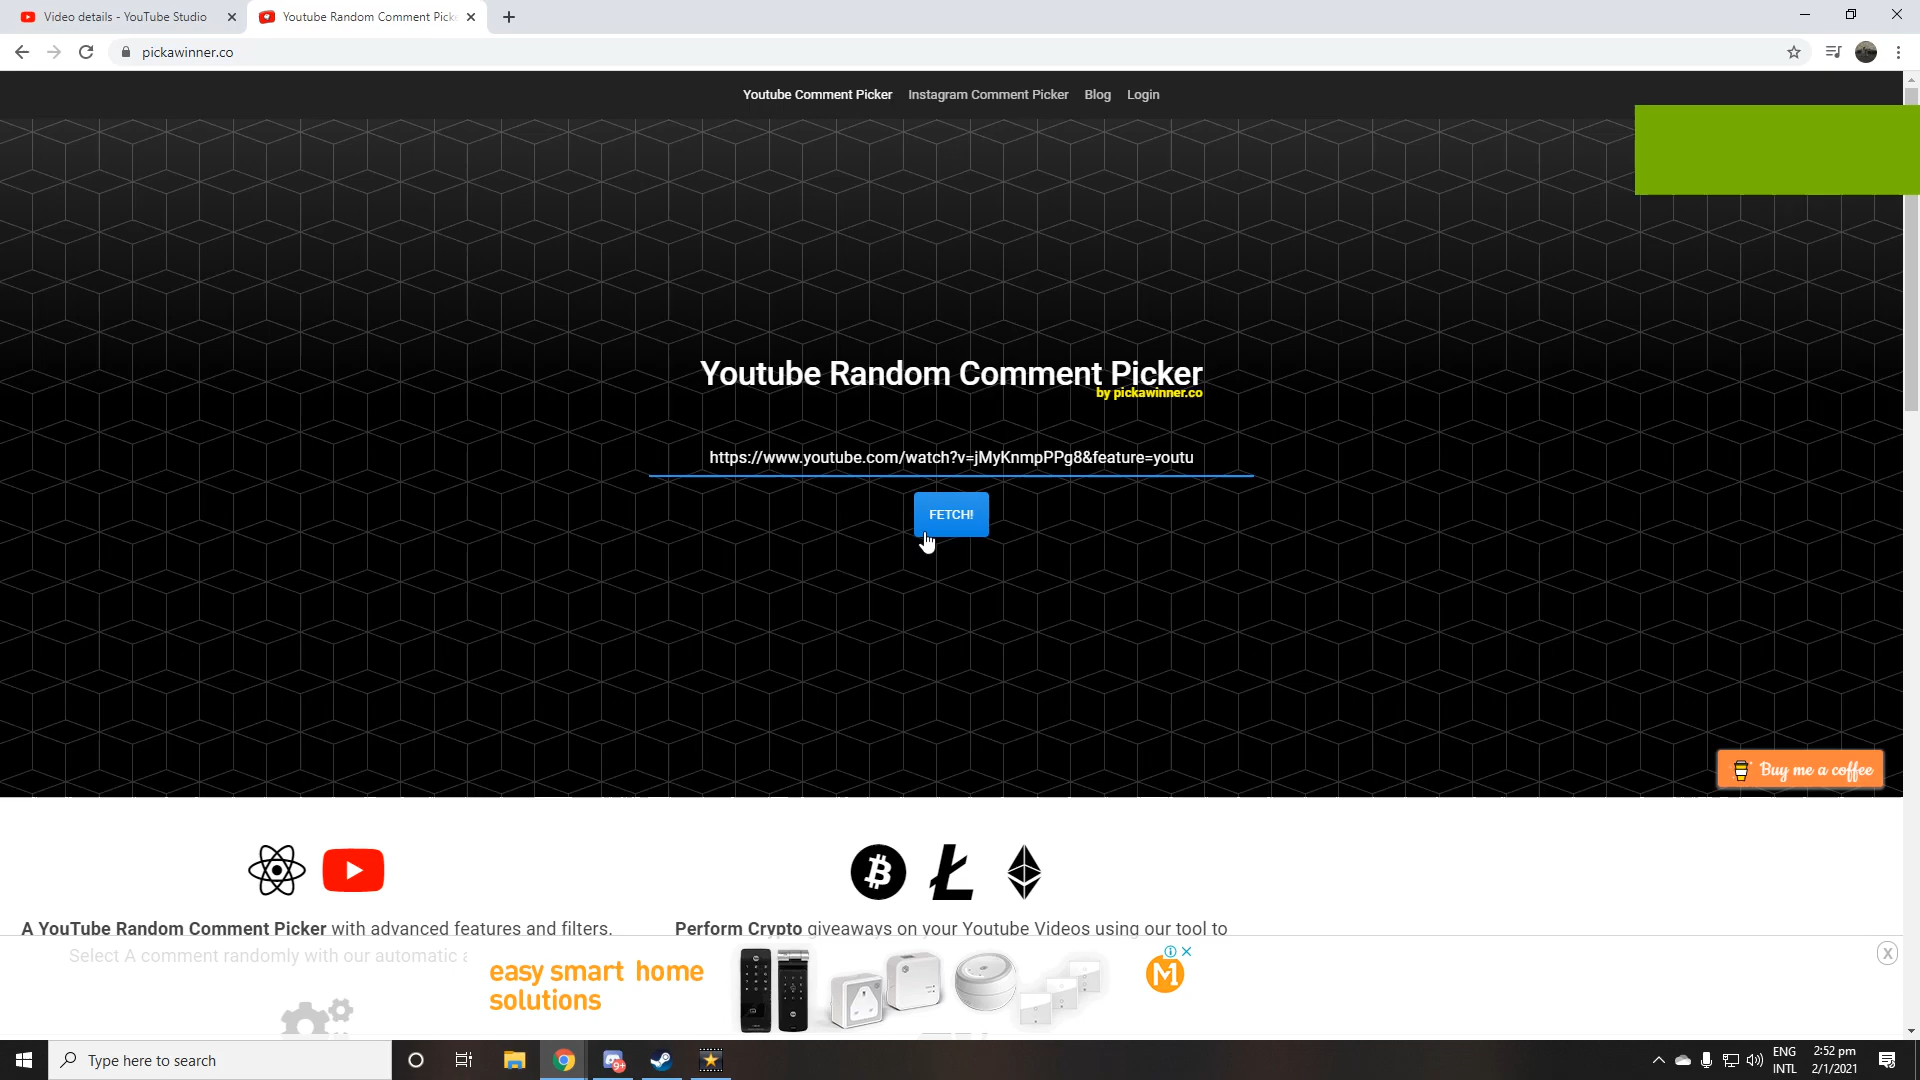 Video details - YouTube Studio
Youtube Random Comment Picke
pickawinner.co
Youtube Comment Picker
Instagram Comment Picker
Blog
Login
Youtube Random Comment Picker
by pickawinner.co
https://www.youtube.com/watch?v=jMyKnmpPPg8&feature=youtu
FETCH!
Buy me a coffee
A YouTube Random Comment Picker with advanced features and filters.
Perform Crypto giveaways on your Youtube Videos using our tool to
Select A comment randomly with our automatic a
easy smart home
solutions
M
Type here to search
9+
ENG
INTL
2:52 pm
2/1/2021